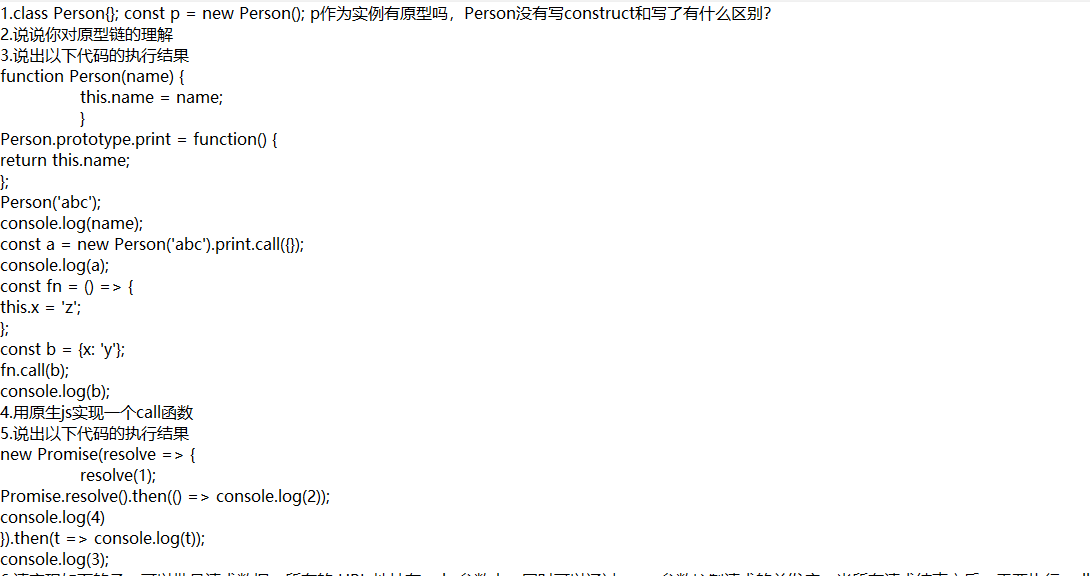 1.class Person{}; const p = new Person(); p作为实例有原型吗，Person没有写construct和写了有什么区别？
2.说说你对原型链的理解
3.说出以下代码的执行结果
function Person(name) {
this.name = name;
}
Person.prototype.print = function() {
return this.name;
};
Person('abc');
console.log(name);
const a = new Person('abc').print.call({});
console.log(a);
const fn = () => {
this.x = 'z';
};
const b = {x: 'y'};
fn.call(b);
console.log(b);
4.用原生js实现一个call函数
5.说出以下代码的执行结果
new Promise(resolve => {
resolve(1);
Promise.resolve().then(() => console.log(2));
console.log(4)
}).then(t => console.log(t));
console.log(3);